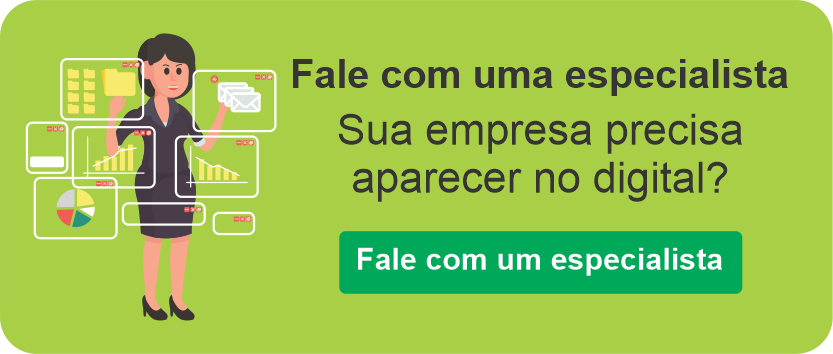 Fale com uma especialista
Sua empresa precisa
aparecer no digital?
Fale com um especialista